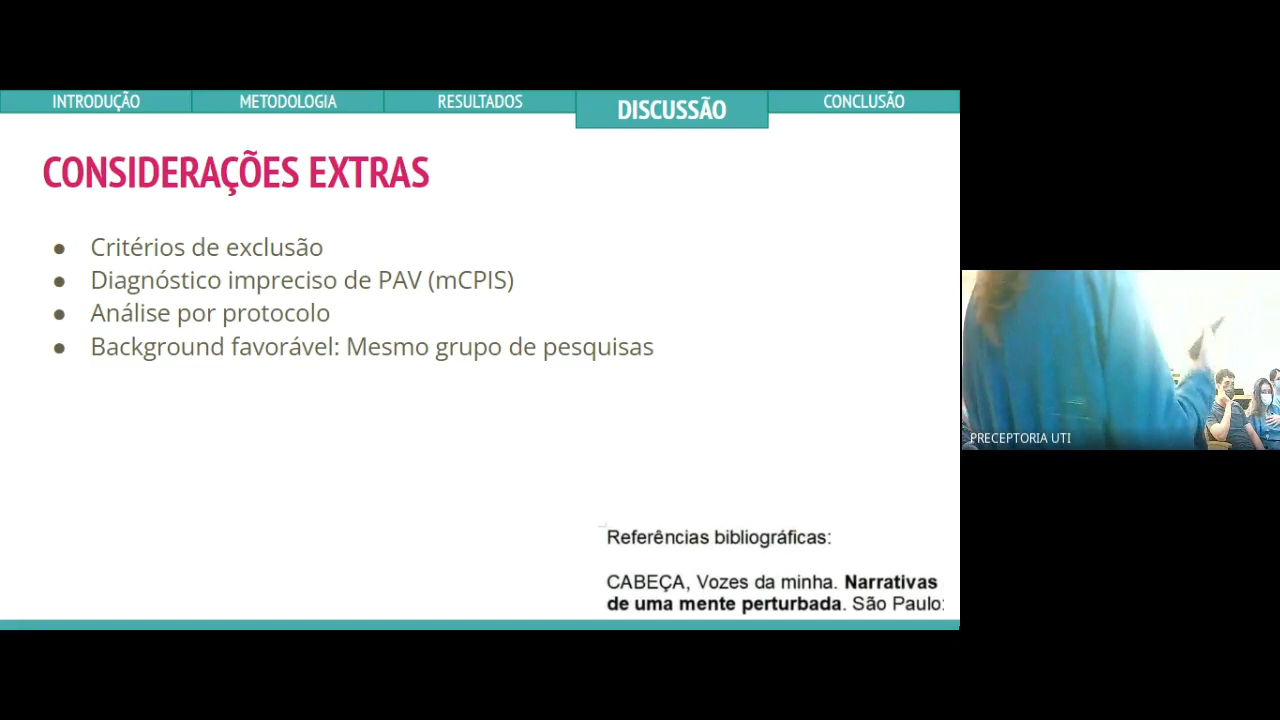 INTRODUÇÃO METODOLOGIA RESULTADOS DISCUSSÃO CONCLUSÃO
CONSIDERAÇÕES EXTRAS
● Critérios de exclusão
● Diagnóstico impreciso de PAV (mCPIS)
● Análise por protocolo
● Background favorável: Mesmo grupo de pesquisas
PRECEPTORIA UTI
Referências bibliográficas:
CABEÇA, Vozes da minha. Narrativas
de uma mente perturbada. São Paulo: